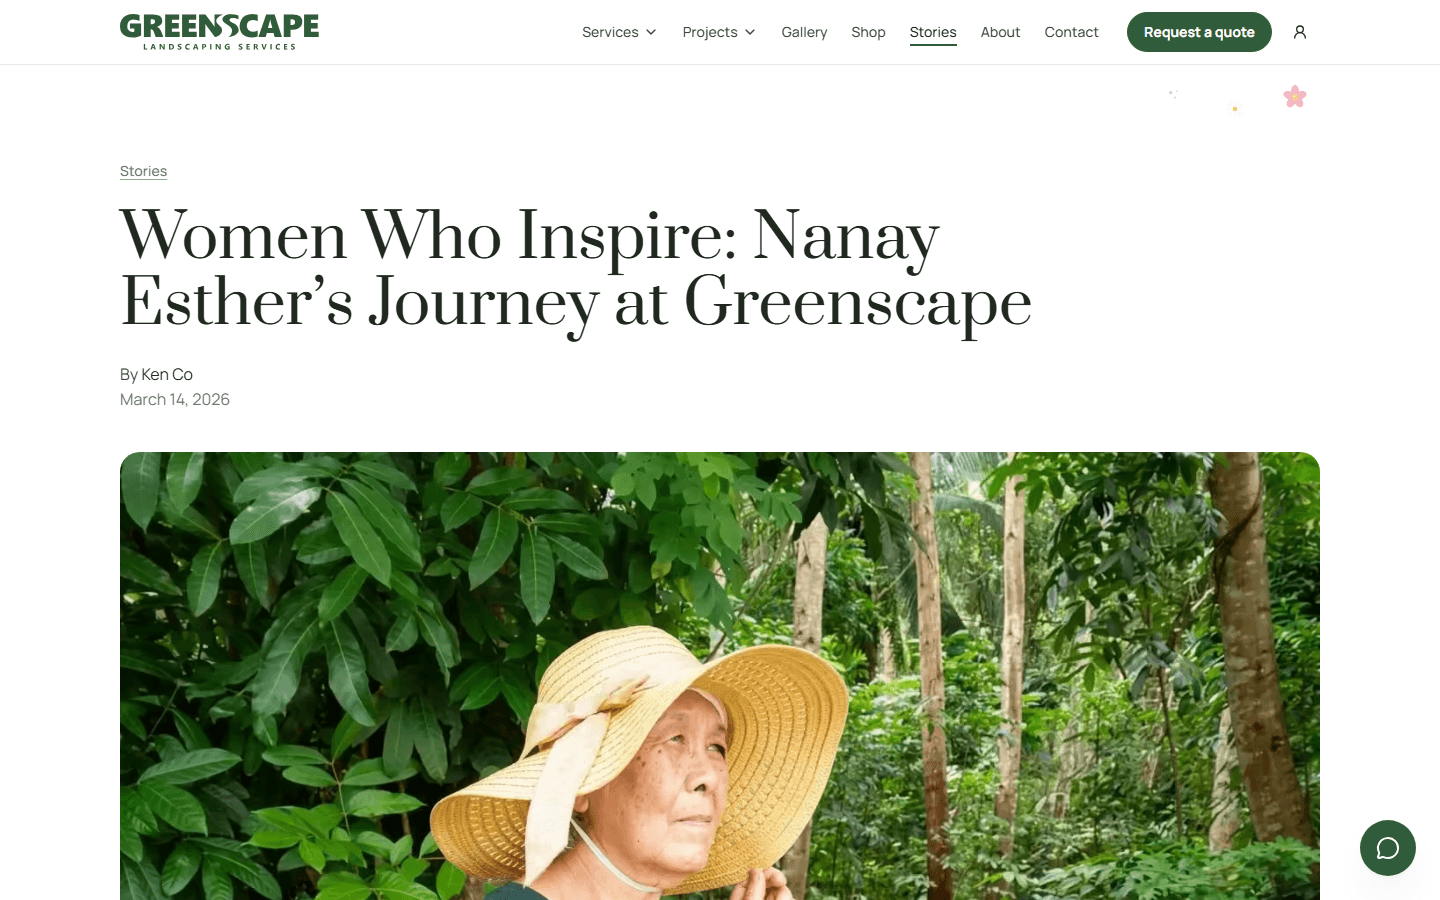 GREENSCAPE
LANDSCAPING SERVICES
Services
Projects
Gallery
Shop
Stories
About
Contact
Request a quote
Stories
Women Who Inspire: Nanay
Esther’s Journey at Greenscape
By Ken Co
March 14, 2026